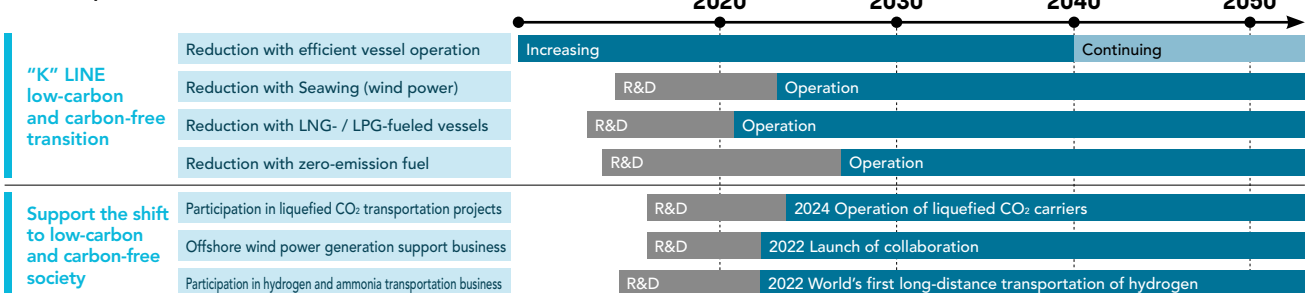 2020 2030 2040 2050
Reduction with efficient vessel operation Increasing Continuing
"K" LINE
low-carbon
and carbon-free
transition
Reduction with Seawing (wind power) R&D Operation
Reduction with LNG- / LPG-fueled vessels R&D Operation
Reduction with zero-emission fuel R&D Operation
Support the shift
to low-carbon
and carbon-free
society
Participation in liquefied CO₂ transportation projects R&D 2024 Operation of liquefied CO₂ carriers
Offshore wind power generation support business R&D 2022 Launch of collaboration
Participation in hydrogen and ammonia transportation business R&D 2022 World's first long-distance transportation of hydrogen